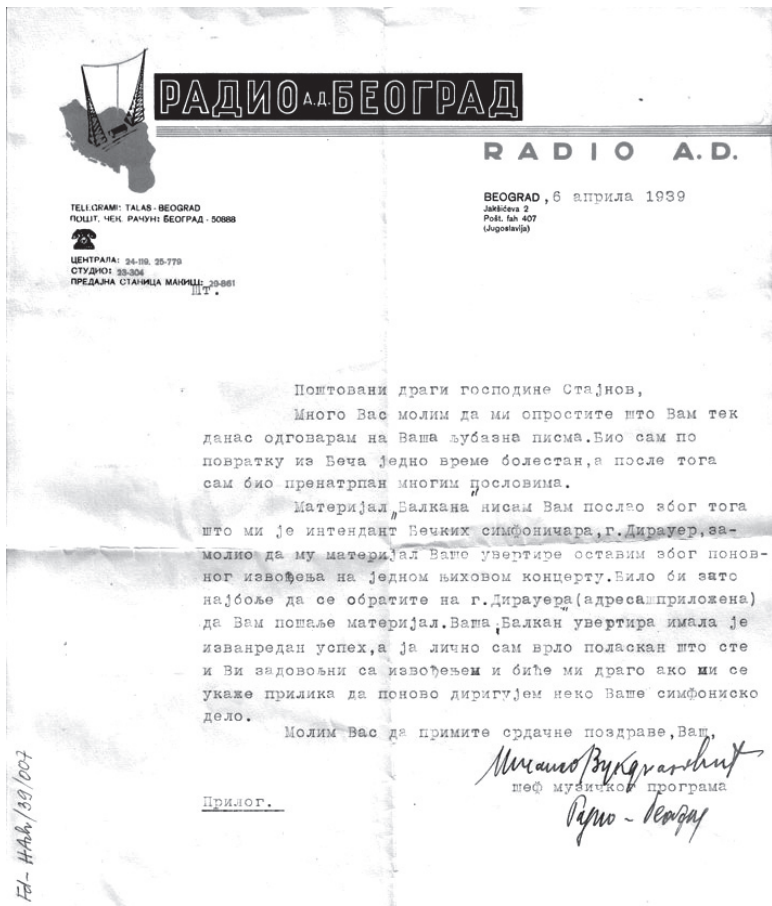 РАДИО А.Д. БЕОГРАД
RADIO A.D.
TELEGRAMI: TALAS - BEOGRAD
ПОШТ. ЧЕК. РАЧУН: БЕОГРАД - 50888
ЦЕНТРАЛА: 24-119, 25-779
СТУДИО: 23-304
ПРЕДАЈНА СТАНИЦА МАКИШ: 29-861
Шт.
BEOGRAD, 6 априла 1939
Jakšićeva 2
Pošt. fah 407
(Jugoslavija)
Поштовани драги господине Стајнов,
Много Вас молим да ми опростите што Вам тек
данас одговарам на Ваша љубазна писма.Био сам по
повратку из Беча једно време болестан,а после тога
сам био пренатрпан многим пословима.
Материјал „Балкана" нисам Вам послао због тога
што ми је интендант Бечких симфоничара,г.Дирауер,за-
молио да му материјал Ваше увертире оставим због понов-
ног извођења на једном њиховом концерту.Било би зато
најбоље да се обратите на г.Дирауера(адреса приложена)
да Вам пошаље материјал.Ваша „Балкан" увертира имала је
изванредан успех,а ја лично сам врло поласкан што сте
и Ви задовољни са извођењем и биће ми драго ако ми се
укаже прилика да поново диригујем неко Ваше симфониско
дело.
Молим Вас да примите срдачне поздраве,Ваш,
шеф музичког програма
Радио - Београд
Прилог.